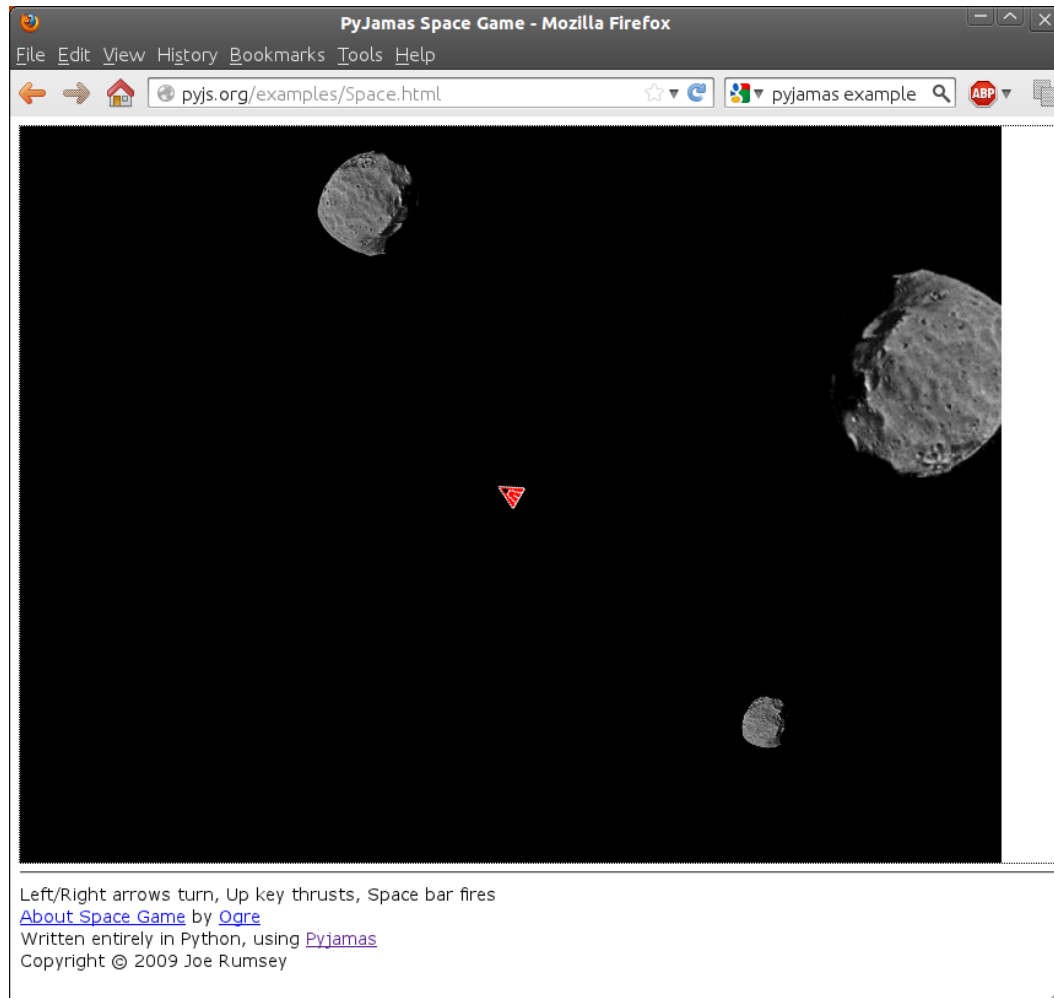 PyJamas Space Game - Mozilla Firefox
File Edit View History Bookmarks Tools Help
pyjs.org/examples/Space.html pyjamas example ABP
Left/Right arrows turn, Up key thrusts, Space bar fires
About Space Game by Ogre
Written entirely in Python, using Pyjamas
Copyright © 2009 Joe Rumsey